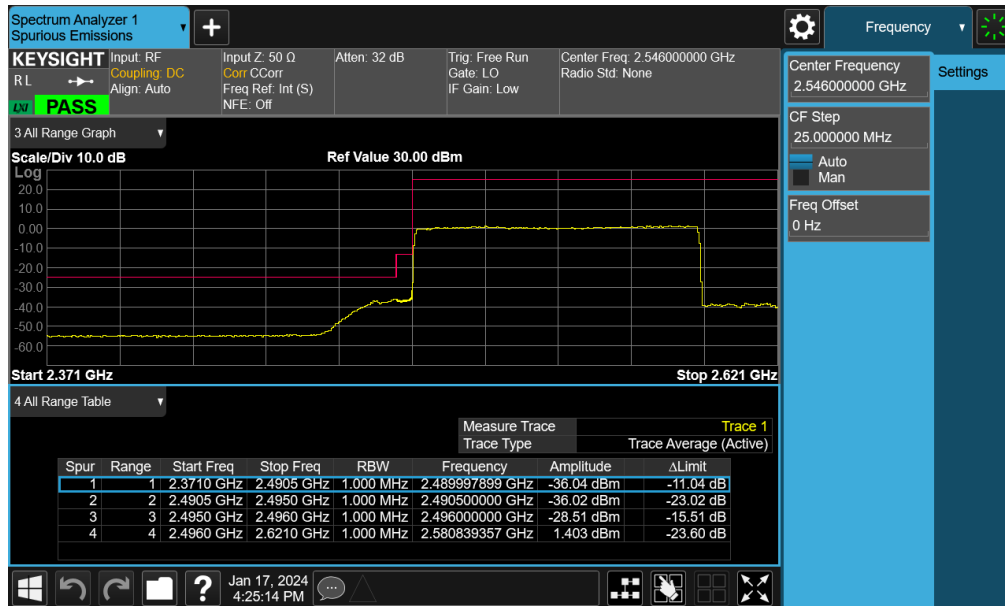 Spectrum Analyzer 1
Spurious Emissions
+
Frequency
KEYSIGHT
R L
LXI
PASS
Input: RF
Coupling: DC
Align: Auto
Input Z: 50 Ω
Corr CCorr
Freq Ref: Int (S)
NFE: Off
Atten: 32 dB
Trig: Free Run
Gate: LO
IF Gain: Low
Center Freq: 2.546000000 GHz
Radio Std: None
Center Frequency
2.546000000 GHz
Settings
CF Step
25.000000 MHz
Auto
Man
Freq Offset
0 Hz
3 All Range Graph
Scale/Div 10.0 dB Ref Value 30.00 dBm
Log
20.0
10.0
0.00
-10.0
-20.0
-30.0
-40.0
-50.0
-60.0
Start 2.371 GHz Stop 2.621 GHz
4 All Range Table
Measure Trace Trace 1
Trace Type Trace Average (Active)
Spur Range Start Freq Stop Freq RBW Frequency Amplitude ΔLimit
1 1 2.3710 GHz 2.4905 GHz 1.000 MHz 2.489997899 GHz -36.04 dBm -11.04 dB
2 2 2.4905 GHz 2.4950 GHz 1.000 MHz 2.490500000 GHz -36.02 dBm -23.02 dB
3 3 2.4950 GHz 2.4960 GHz 1.000 MHz 2.496000000 GHz -28.51 dBm -15.51 dB
4 4 2.4960 GHz 2.6210 GHz 1.000 MHz 2.580839357 GHz 1.403 dBm -23.60 dB
?
Jan 17, 2024
4:25:14 PM